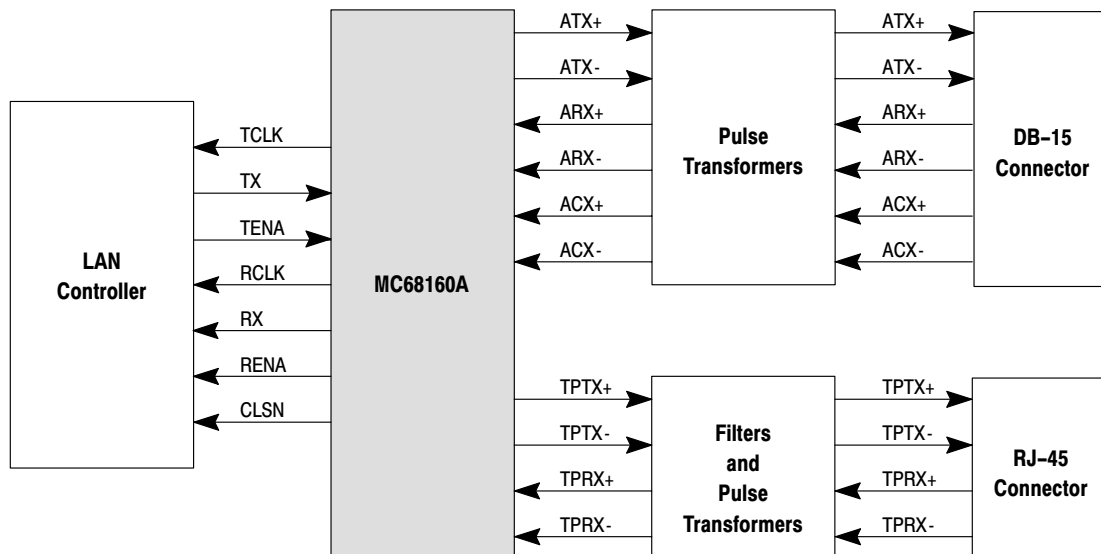 ATX+
ATX-
ARX+
ARX-
ACX+
ACX-
Pulse
Transformers
ATX+
ATX-
ARX+
ARX-
ACX+
ACX-
DB–15
Connector
LAN
Controller
TCLK
TX
TENA
RCLK
RX
RENA
CLSN
MC68160A
TPTX+
TPTX-
TPRX+
TPRX-
Filters
and
Pulse
Transformers
TPTX+
TPTX-
TPRX+
TPRX-
RJ–45
Connector